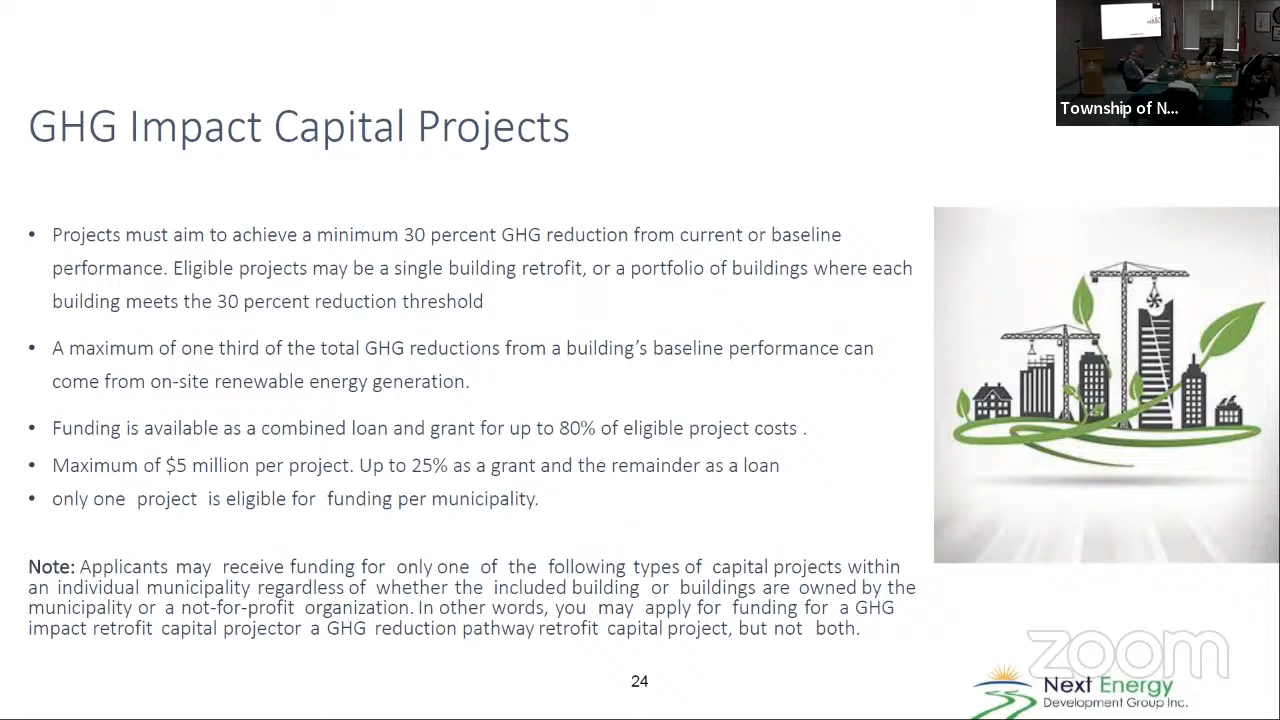 Township of N...
GHG Impact Capital Projects
• Projects must aim to achieve a minimum 30 percent GHG reduction from current or baseline
performance. Eligible projects may be a single building retrofit, or a portfolio of buildings where each
building meets the 30 percent reduction threshold
• A maximum of one third of the total GHG reductions from a building's baseline performance can
come from on-site renewable energy generation.
• Funding is available as a combined loan and grant for up to 80% of eligible project costs .
• Maximum of $5 million per project. Up to 25% as a grant and the remainder as a loan
• only one project is eligible for funding per municipality.
Note: Applicants may receive funding for only one of the following types of capital projects within
an individual municipality regardless of whether the included building or buildings are owned by the
municipality or a not-for-profit organization. In other words, you may apply for funding for a GHG
impact retrofit capital projector a GHG reduction pathway retrofit capital project, but not both.
24
zoom
Next Energy
Development Group Inc.